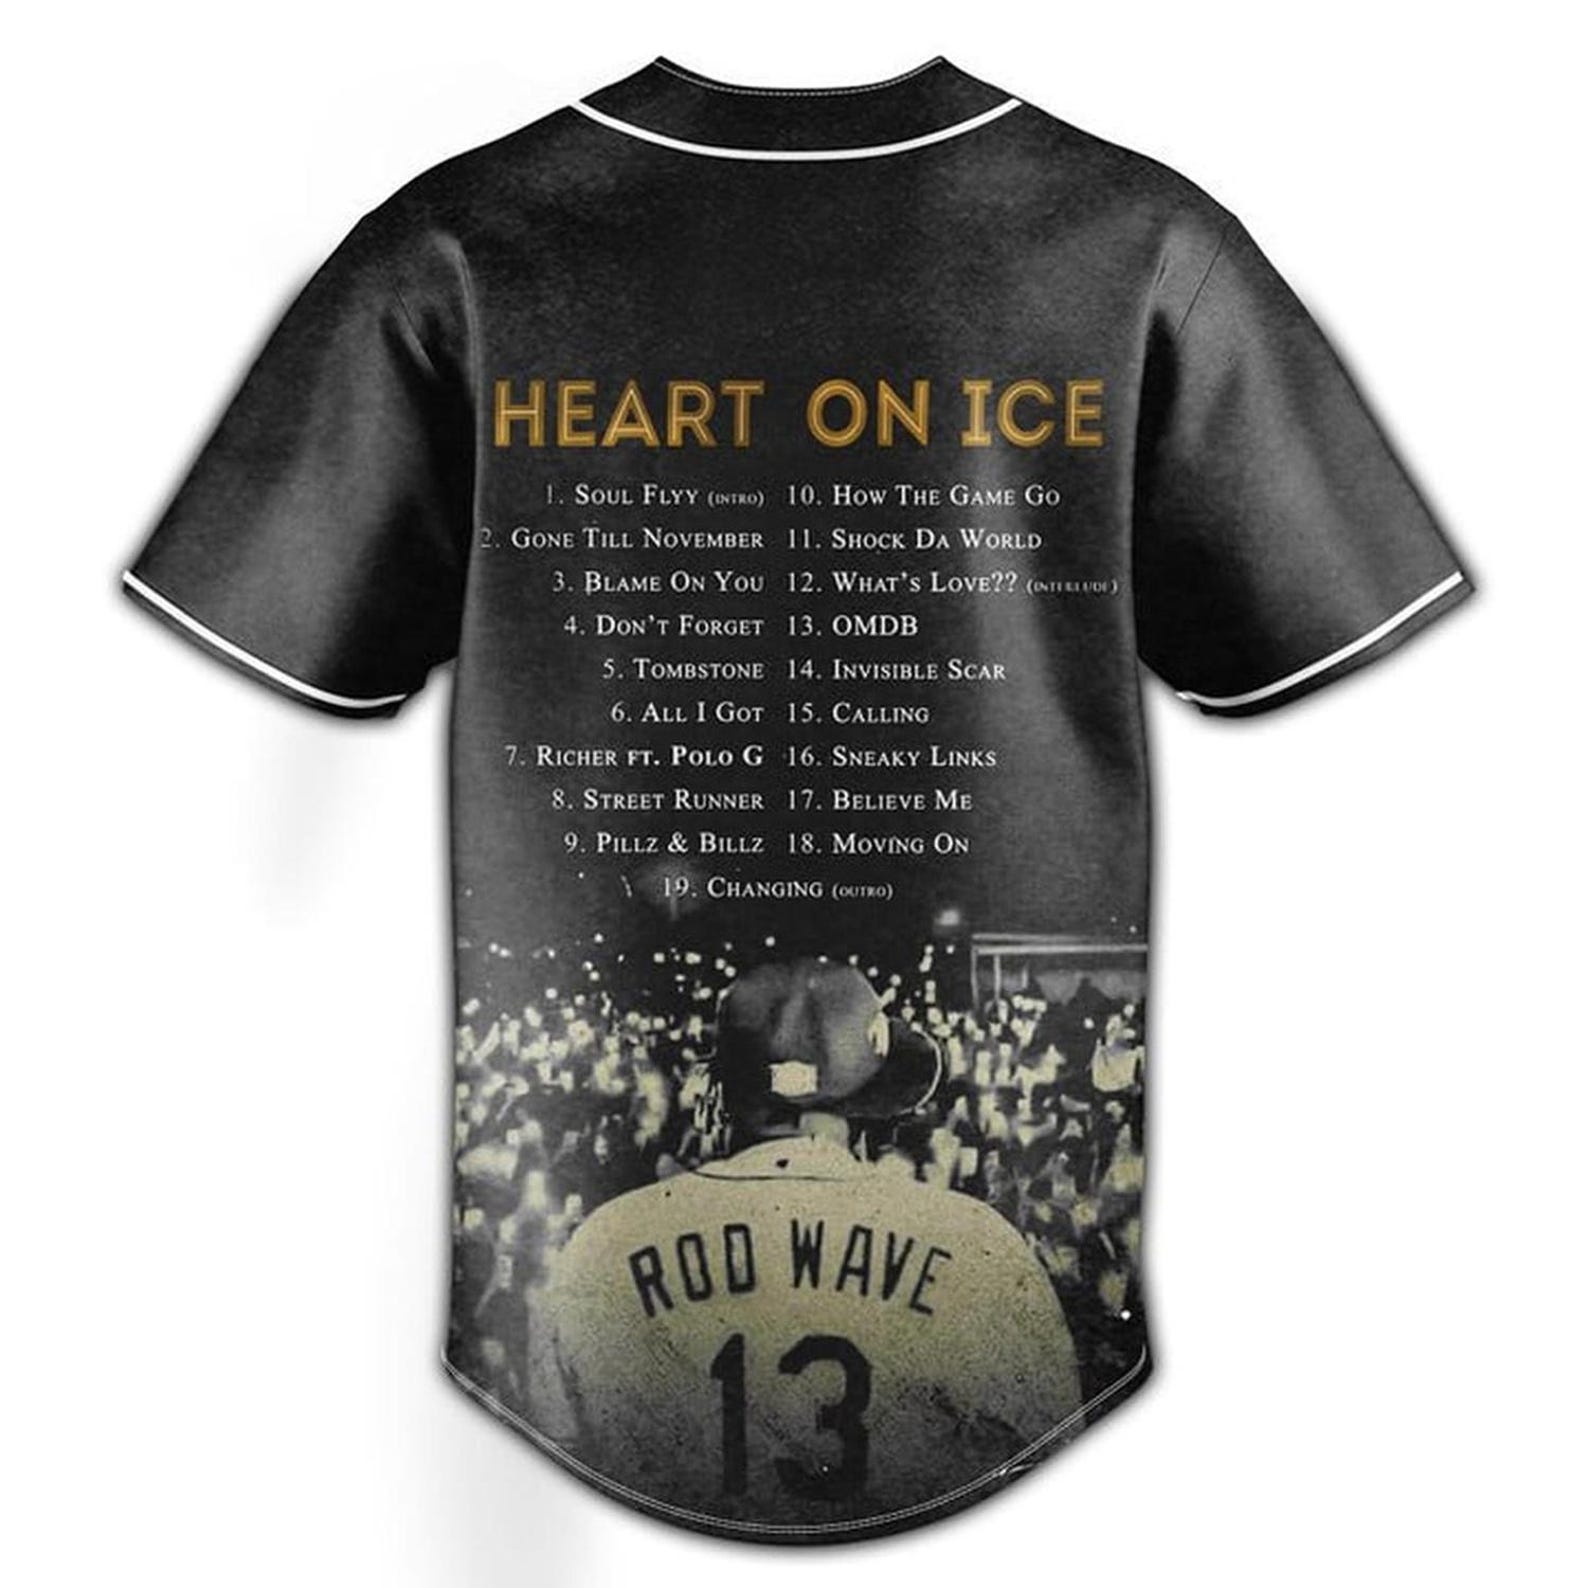 HEART ON ICE
1. SOUL FLYY (INTRO)
2. GONE TILL NOVEMBER
3. BLAME ON YOU
4. DON'T FORGET
5. TOMBSTONE
6. ALL I GOT
7. RICHER FT. POLO G
8. STREET RUNNER
9. PILLZ & BILLZ
10. HOW THE GAME GO
11. SHOCK DA WORLD
12. WHAT'S LOVE?? (INTERLUDE)
13. OMDB
14. INVISIBLE SCAR
15. CALLING
16. SNEAKY LINKS
17. BELIEVE ME
18. MOVING ON
19. CHANGING (OUTRO)
ROD WAVE
13